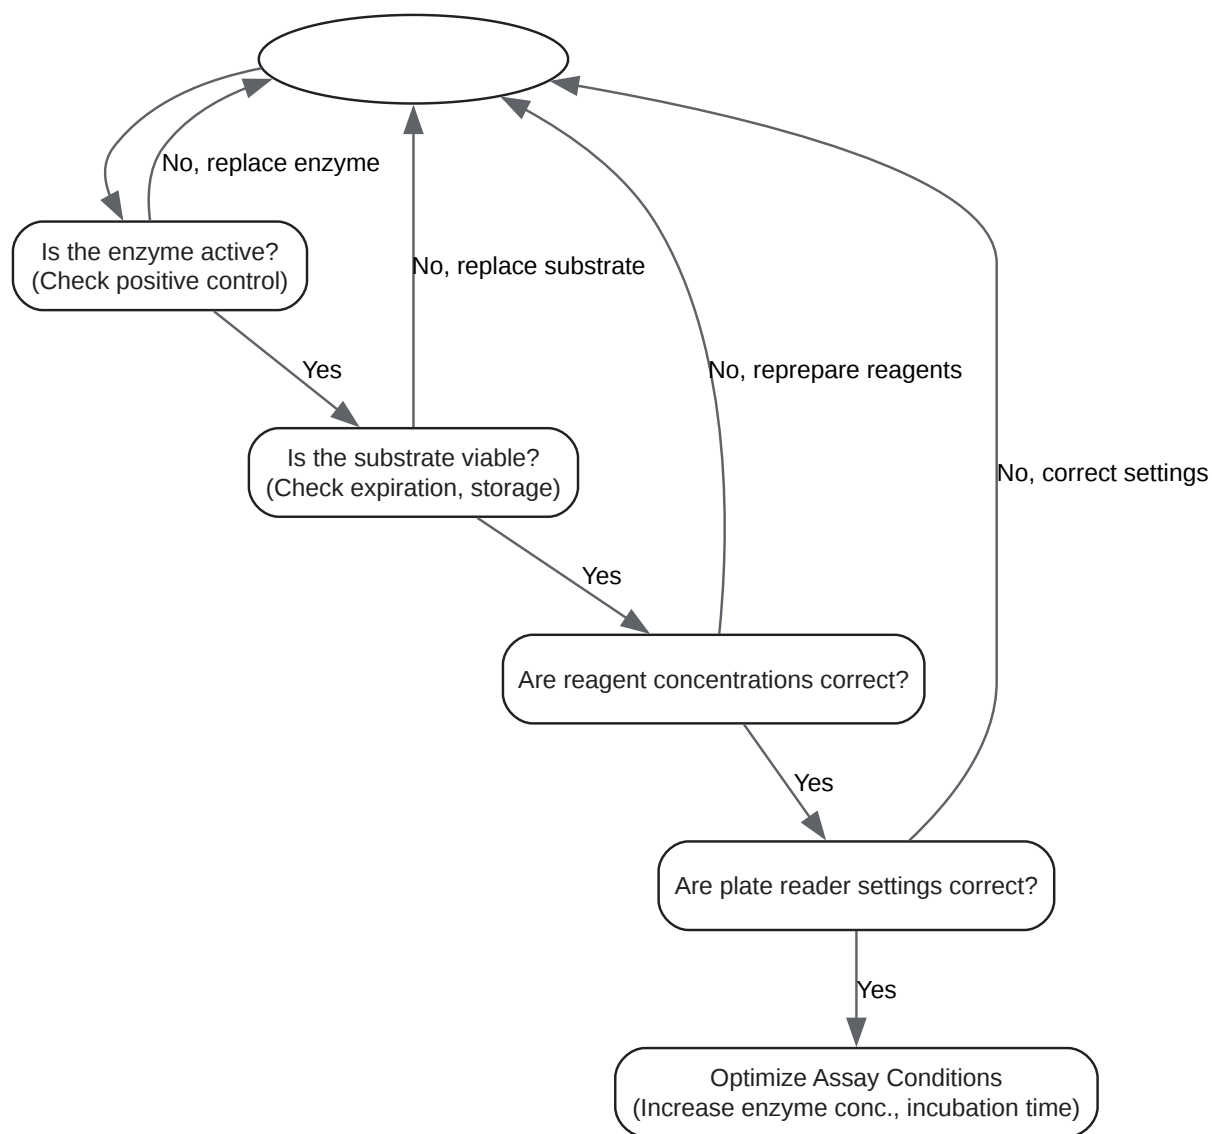 No, replace enzyme
Is the enzyme active?
(Check positive control)
No, replace substrate
Yes
No, reprepare reagents
Is the substrate viable?
(Check expiration, storage)
No, correct settings
Yes
Are reagent concentrations correct?
Yes
Are plate reader settings correct?
Yes
Optimize Assay Conditions
(Increase enzyme conc., incubation time)